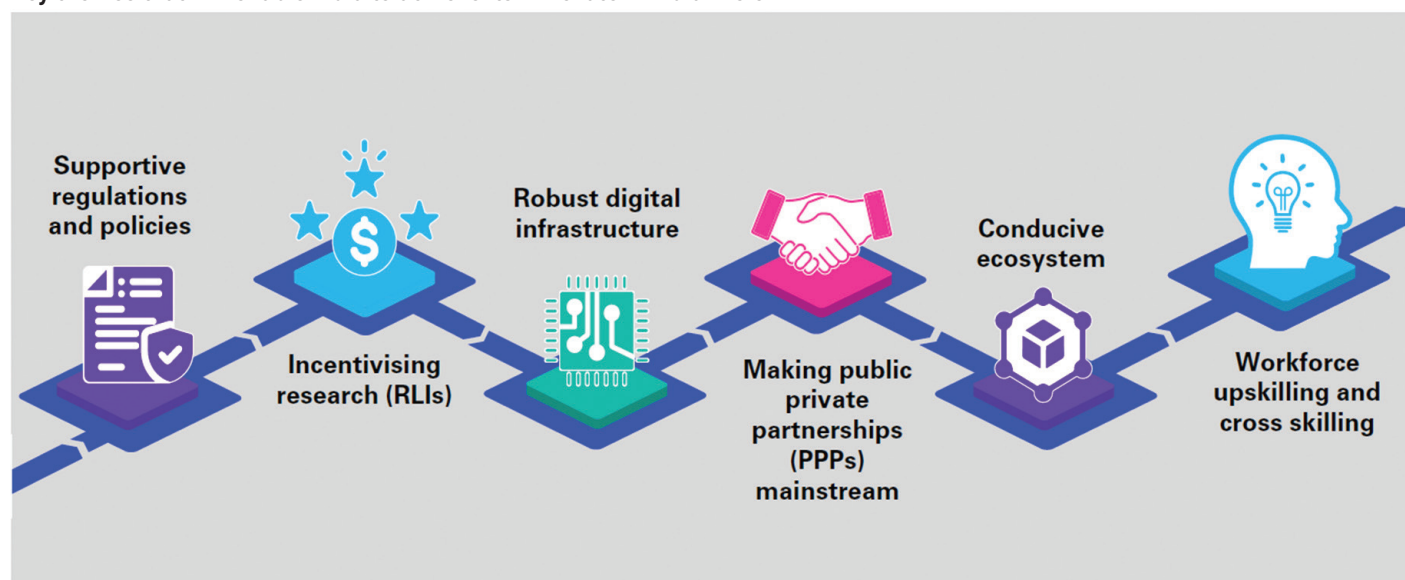 Supportive
regulations
and policies
Incentivising
research (RLIs)
Robust digital
infrastructure
Making public
private
partnerships
(PPPs)
mainstream
Conducive
ecosystem
Workforce
upskilling and
cross skilling